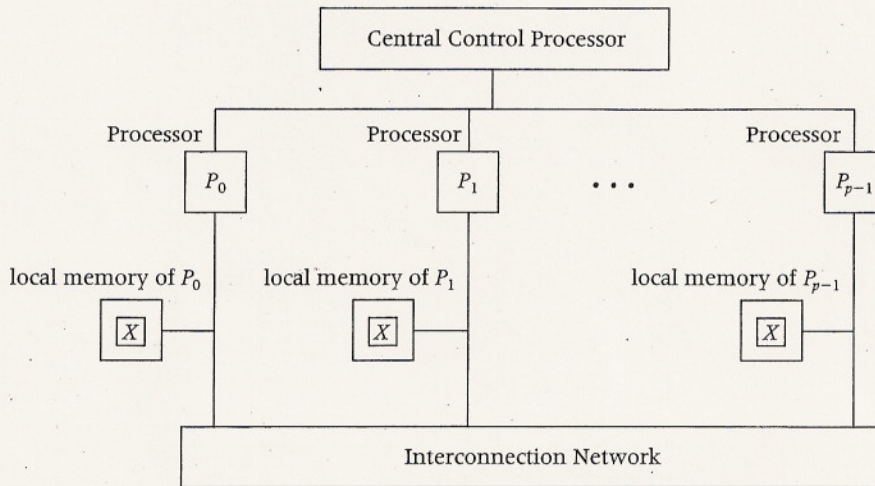 Central Control Processor
Processor Processor Processor
P₀ P₁ • • • Pₚ₋₁
local memory of P₀ local memory of P₁ local memory of Pₚ₋₁
X X X
Interconnection Network